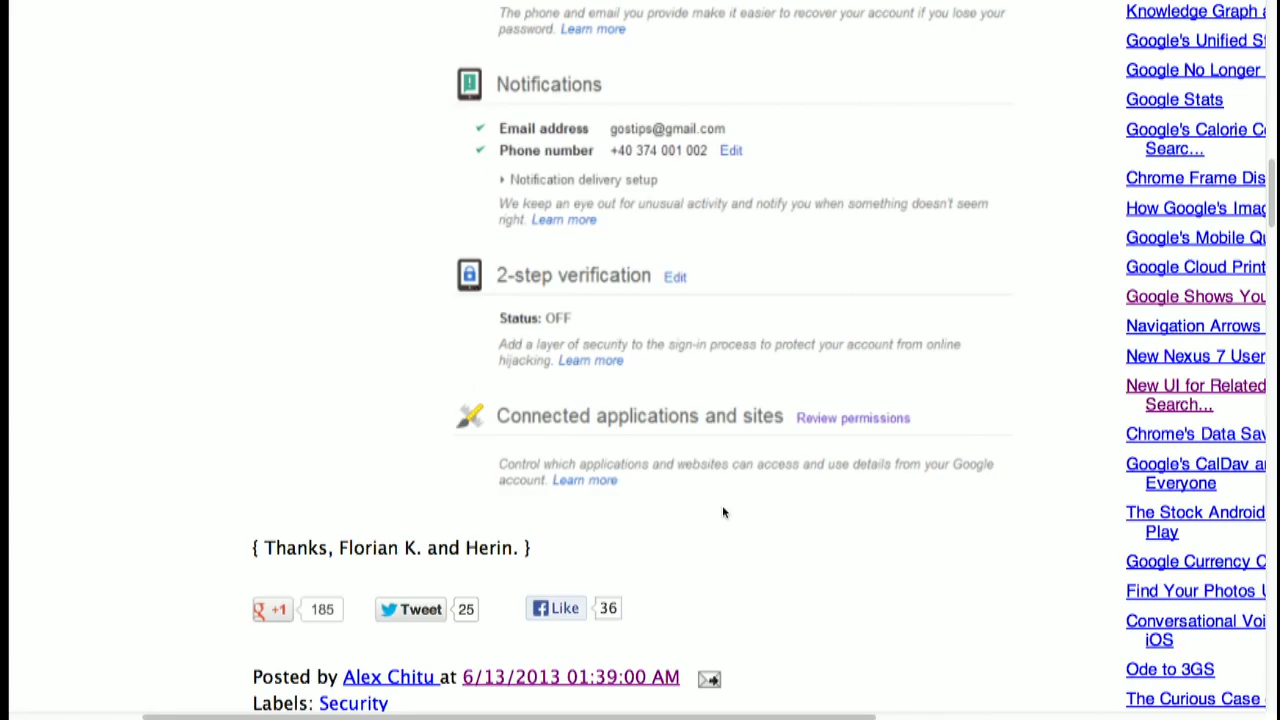 The phone and email you provide make it easier to recover your account if you lose your
password. Learn more
Notifications
Email address gostips@gmail.com
Phone number +40 374 001 002 Edit
Notification delivery setup
We keep an eye out for unusual activity and notify you when something doesn't seem
right. Learn more
2-step verification Edit
Status: OFF
Add a layer of security to the sign-in process to protect your account from online
hijacking. Learn more
Connected applications and sites Review permissions
Control which applications and websites can access and use details from your Google
account. Learn more
{ Thanks, Florian K. and Herin. }
g +1 185 Tweet 25 Like 36
Posted by Alex Chitu at 6/13/2013 01:39:00 AM
Labels: Security
Knowledge Graph
Google's Unified
Google No Longer
Google Stats
Google's Calorie
Searc...
Chrome Frame
How Google's
Google's Mobile
Google Cloud Print
Google Shows
Navigation Arrows
New Nexus 7
New UI for Related
Search...
Chrome's Data
Google's CalDav
Everyone
The Stock Android
Play
Google Currency
Find Your Photos
Conversational
iOS
Ode to 3GS
The Curious Case